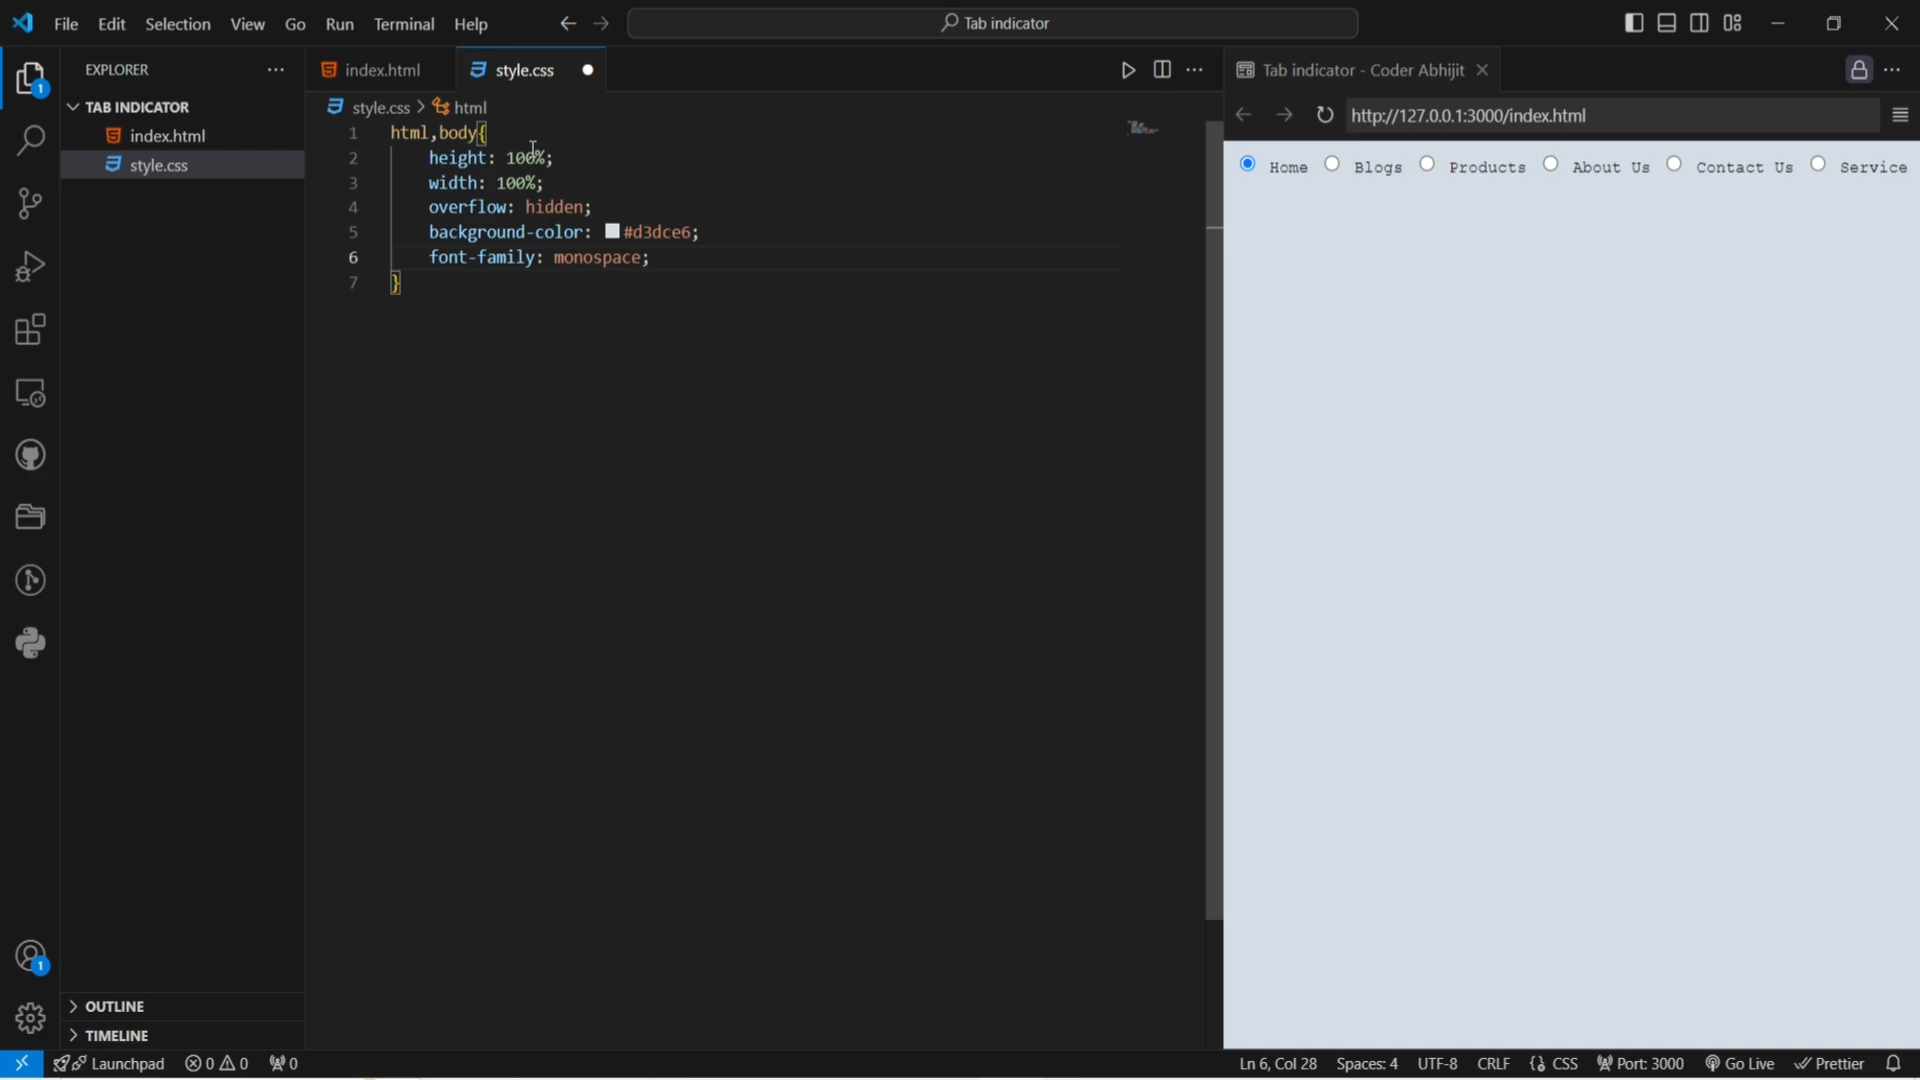 File Edit Selection View Go Run Terminal Help
Tab indicator
EXPLORER
TAB INDICATOR
index.html
style.css
OUTLINE
TIMELINE
index.html
style.css
style.css > html
1 html,body{
2 height: 100%;
3 width: 100%;
4 overflow: hidden;
5 background-color: #d3dce6;
6 font-family: monospace;
7 }
Tab indicator - Coder Abhijit
http://127.0.0.1:3000/index.html
Home Blogs Products About Us Contact Us Service
1
1
Launchpad 0 0 0 Ln 6, Col 28 Spaces: 4 UTF-8 CRLF {} CSS Port: 3000 Go Live Prettier